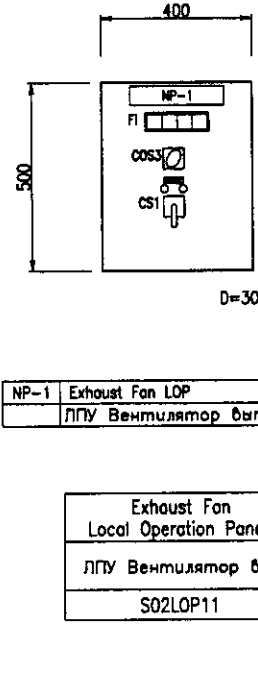 400
NP-1
FI
1
COS3
500
CS1
D=30
NP-1 Exhaust Fan LOP
ЛПУ Вентилятор
Exhaust Fan
Local Operation
ЛПУ Вентилятор
S02LOP11